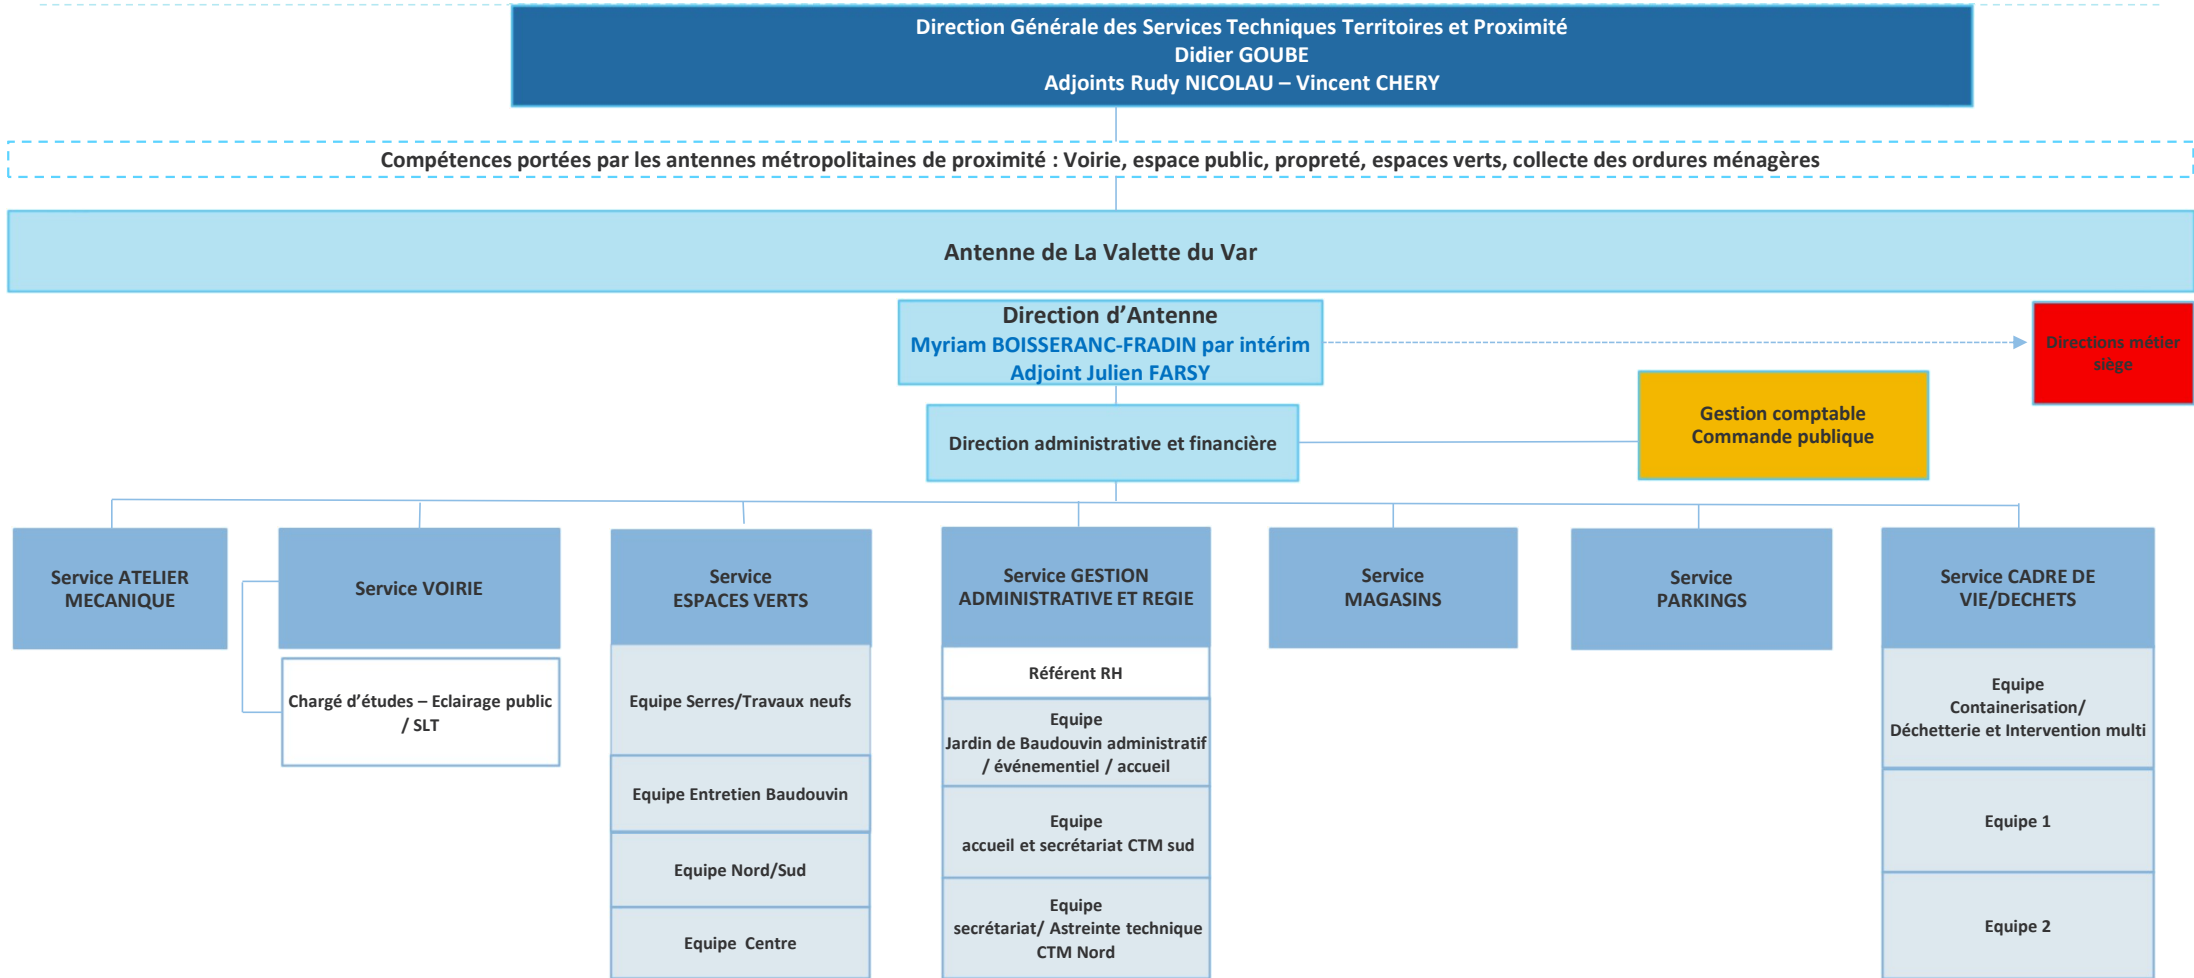 Direction Générale des Services Techniques Territoires et Proximité
Didier GOUBE
Adjoints Rudy NICOLAU – Vincent CHERY
Compétences portées par les antennes métropolitaines de proximité : Voirie, espace public, propreté, espaces verts, collecte des ordures ménagères
Antenne de La Valette du Var
Direction d'Antenne
Myriam BOISSERANC-FRADIN par intérim
Adjoint Julien FARSY
Directions métier
siège
Gestion comptable
Commande publique
Direction administrative et financière
Service ATELIER
MECANIQUE
Service VOIRIE
Chargé d'études – Eclairage public
/ SLT
Service
ESPACES VERTS
Equipe Serres/Travaux neufs
Equipe Entretien Baudouvin
Equipe Nord/Sud
Equipe  Centre
Service GESTION
ADMINISTRATIVE ET REGIE
Référent RH
Equipe
Jardin de Baudouvin administratif
/ événementiel / accueil
Equipe
accueil et secrétariat CTM sud
Equipe
secrétariat/ Astreinte technique
CTM Nord
Service
MAGASINS
Service
PARKINGS
Service CADRE DE
VIE/DECHETS
Equipe
Containerisation/
Déchetterie et Intervention multi
Equipe 1
Equipe 2